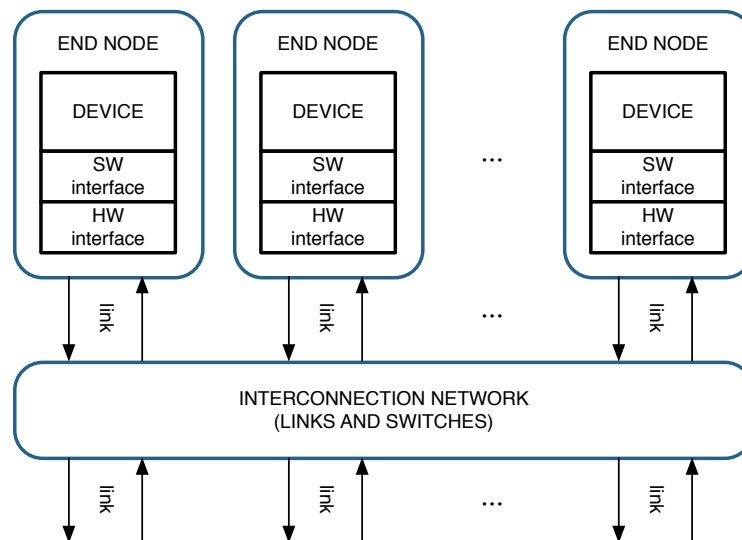 END NODE
END NODE
END NODE
DEVICE
DEVICE
DEVICE
...
SW
interface
SW
interface
SW
interface
HW
interface
HW
interface
HW
interface
link
link
...
link
INTERCONNECTION NETWORK
(LINKS AND SWITCHES)
link
link
...
link